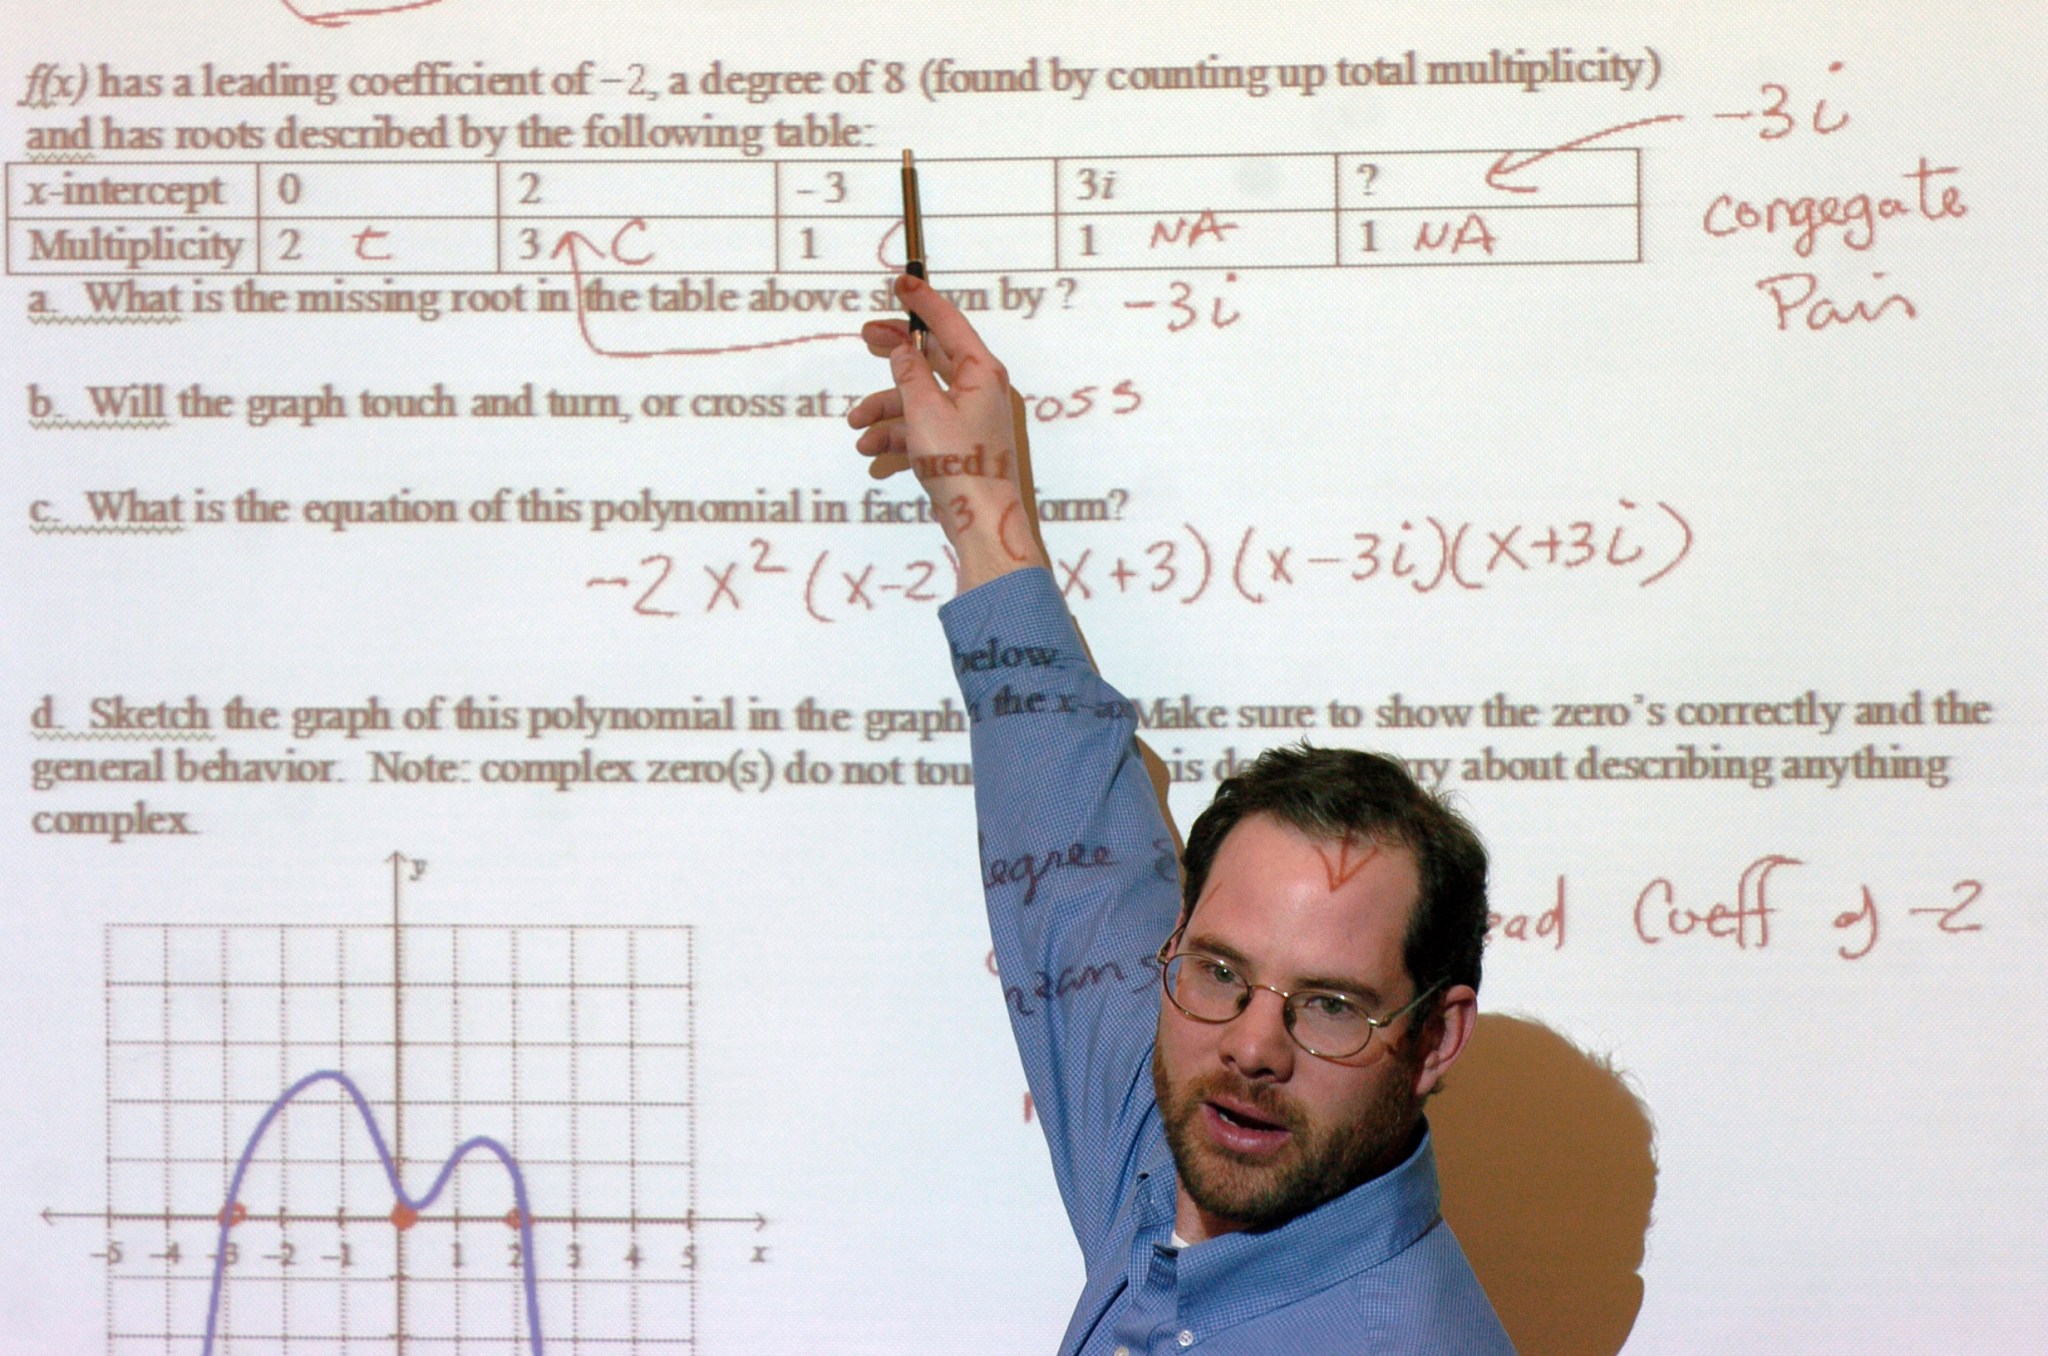 f(x) has a leading coefficient of −2, a degree of 8 (found by counting up total multiplicity)
and has roots described by the following table:
x-intercept 0 2 -3 3i ?
Multiplicity 2 t 3 C 1 C 1 NA 1 NA
-3i
congegate
Pair
a. What is the missing root in the table above by ? -3i
b. Will the graph touch and turn, or cross at
c. What is the equation of this polynomial in form?
-2x²(x-2)³(x+3)(x-3i)(x+3i)
d. Sketch the graph of this polynomial in the graph below. Make sure to show the zero's correctly and the
general behavior. Note: complex zero(s) do not the about describing anything
complex.
degree
means
Coeff of -2
y
-5 -4 -3 -2 -1 1 2 3 4 5 x